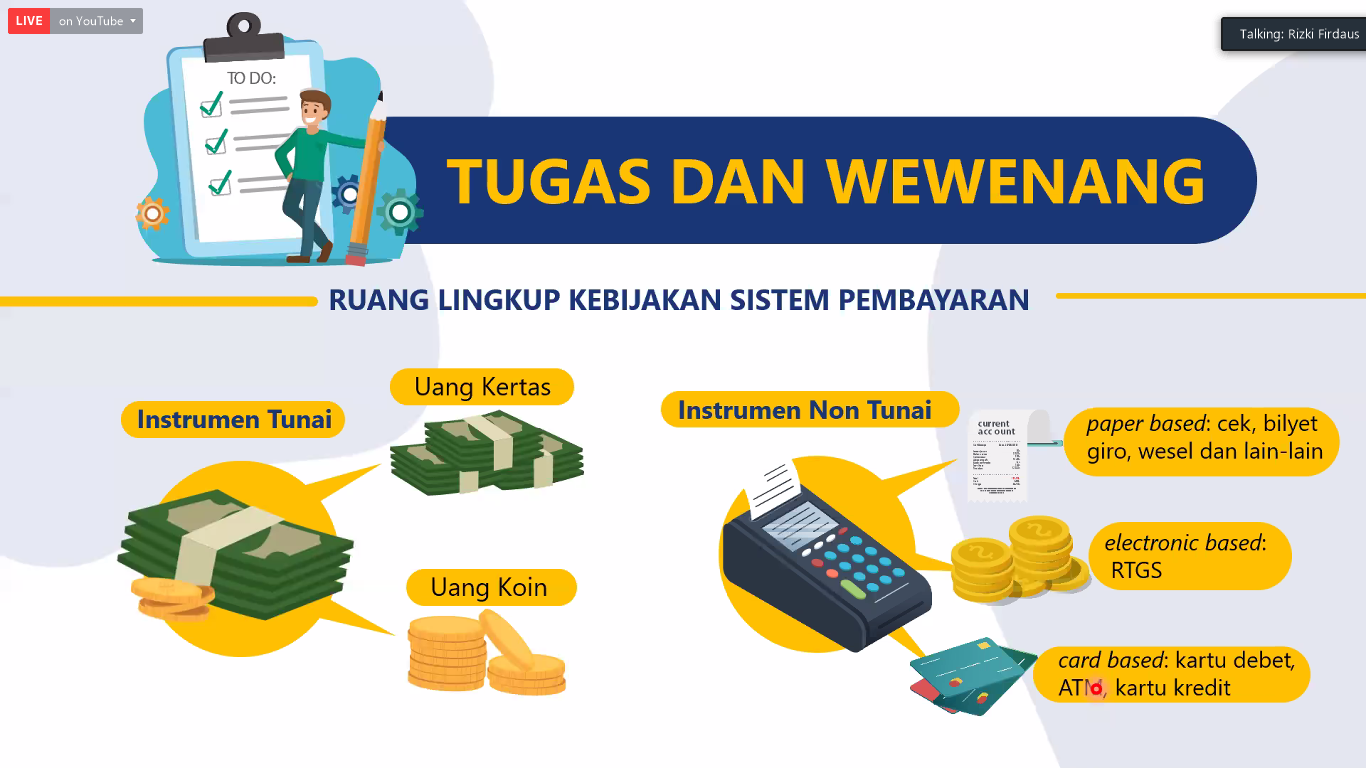 LIVE on YouTube
Talking: Rizki Firdaus
TO DO:
TUGAS DAN WEWENANG
RUANG LINGKUP KEBIJAKAN SISTEM PEMBAYARAN
Instrumen Tunai
Uang Kertas
Uang Koin
Instrumen Non Tunai
current
account
paper based: cek, bilyet
giro, wesel dan lain-lain
electronic based:
RTGS
card based: kartu debet,
ATM, kartu kredit